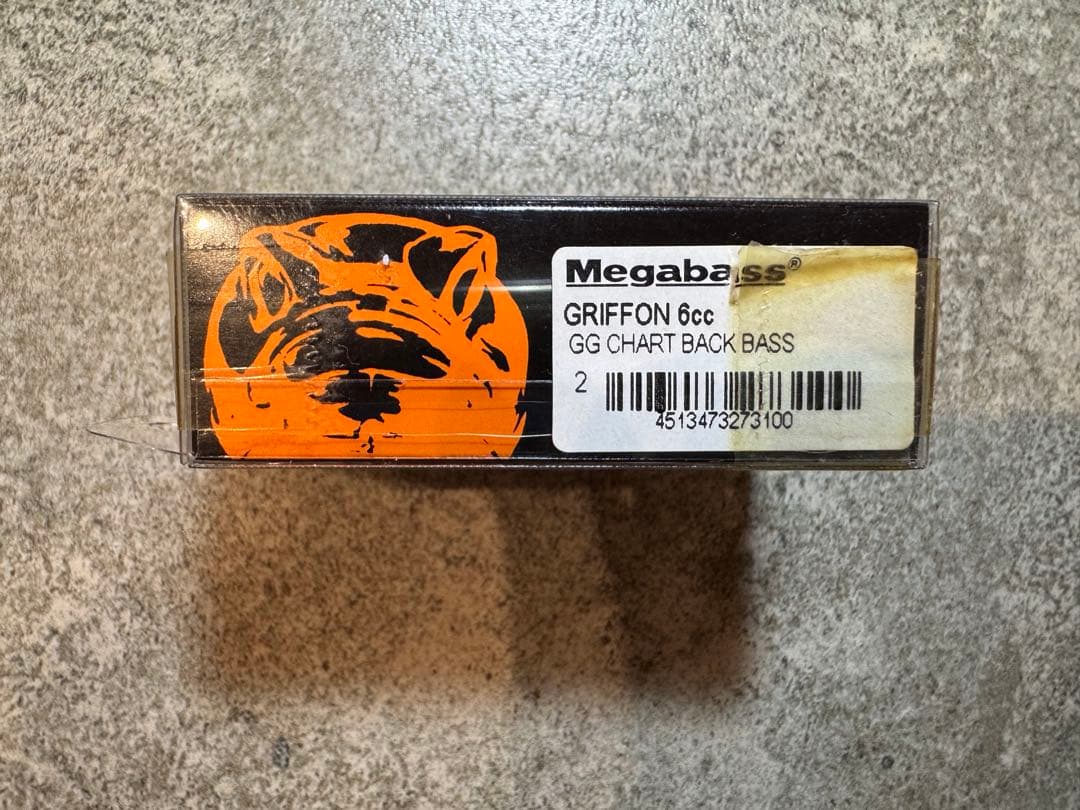 Megabass®
GRIFFON 6cc
GG CHART BACK BASS
2
4513473273100